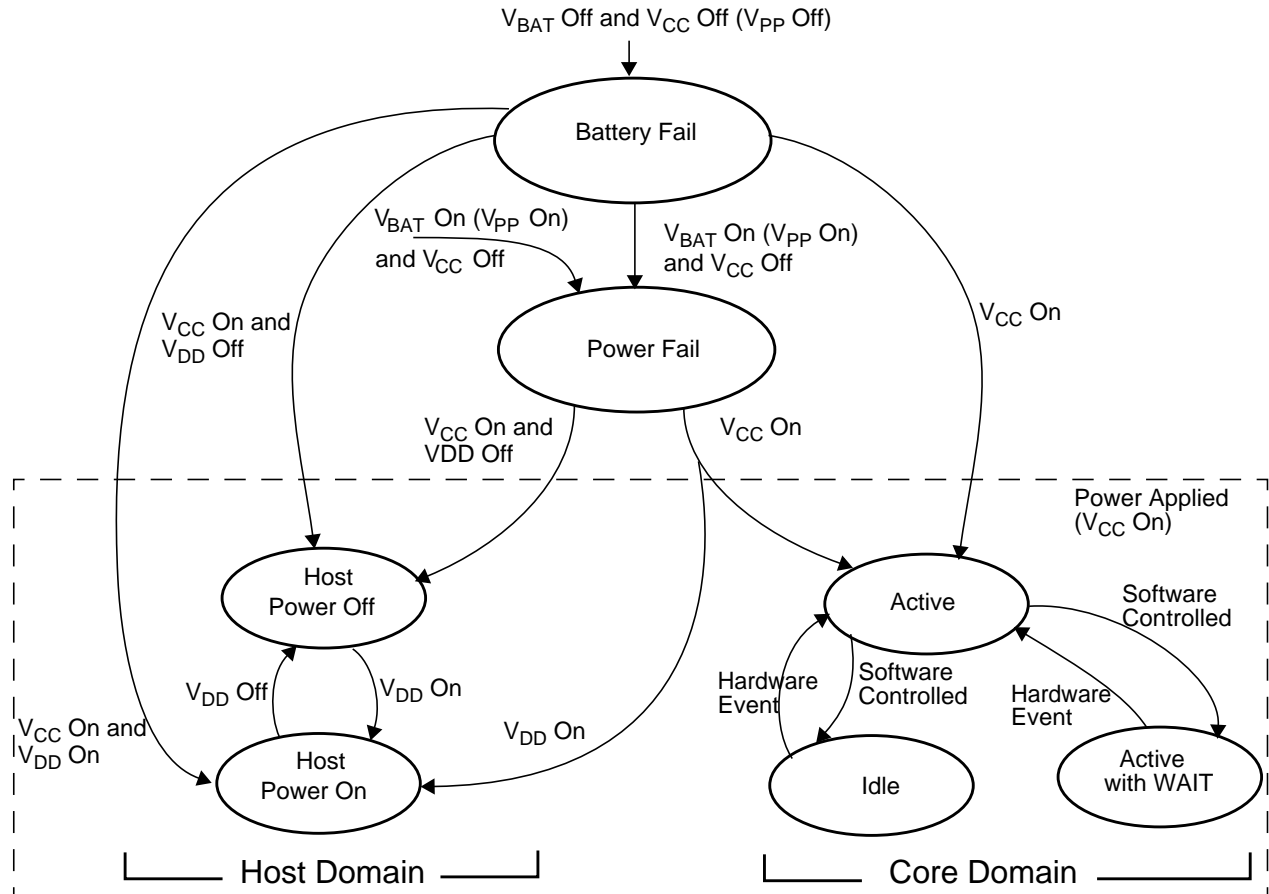 VBAT Off and VCC Off (VPP Off)
Battery Fail
VBAT On (VPP On)
and VCC Off
VBAT On (VPP On)
and VCC Off
VCC On and
VDD Off
VCC On
Power Fail
VCC On and
VDD Off
VCC On
Power Applied
(VCC On)
Host
Power Off
Active
Software
Controlled
VDD Off
VDD On
Hardware
Event
Software
Controlled
Hardware
Event
VCC On and
VDD On
VDD On
Host
Power On
Idle
Active
with WAIT
Host Domain
Core Domain